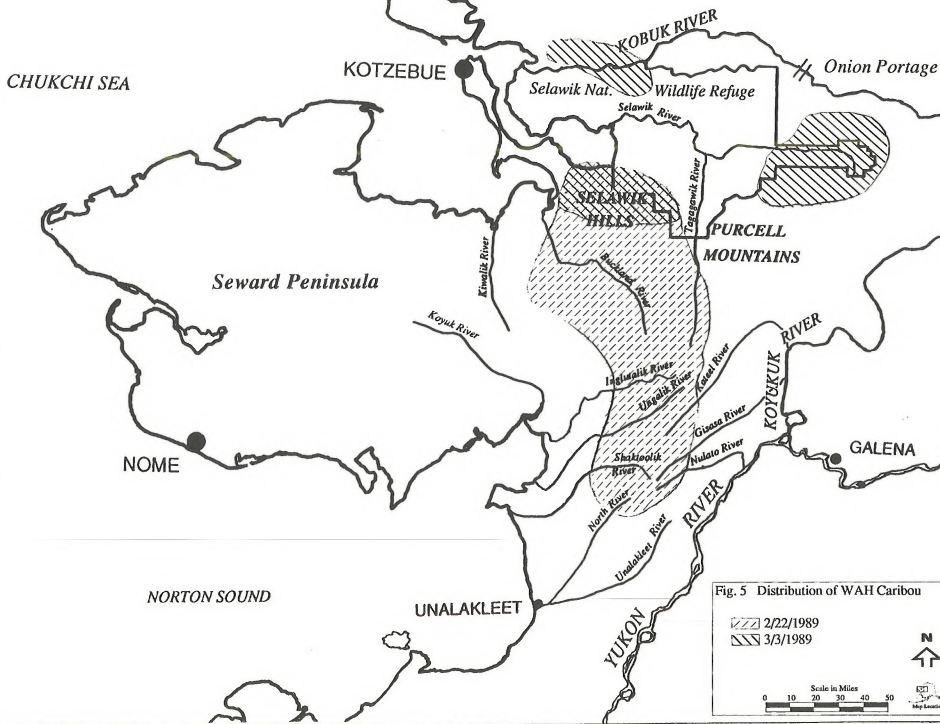 KOBUK RIVER
Onion Portage
KOTZEBUE
CHUKCHI SEA
Selawik Nat. Wildlife Refuge
Selawik River
Tagagawik River
SELAWIK
HILLS
PURCELL
MOUNTAINS
Kiwalik River
Buckland River
Seward Peninsula
Koyuk River
KOYUKUK RIVER
Inglutalik River
Ungalik River
Kateel River
Gisasa River
Shaktoolik
River
Nulato River
GALENA
NOME
North River
Unalakleet River
YUKON RIVER
NORTON SOUND
UNALAKLEET
Fig. 5 Distribution of WAH Caribou
2/22/1989
3/3/1989
N
Scale in Miles
0 10 20 30 40 50